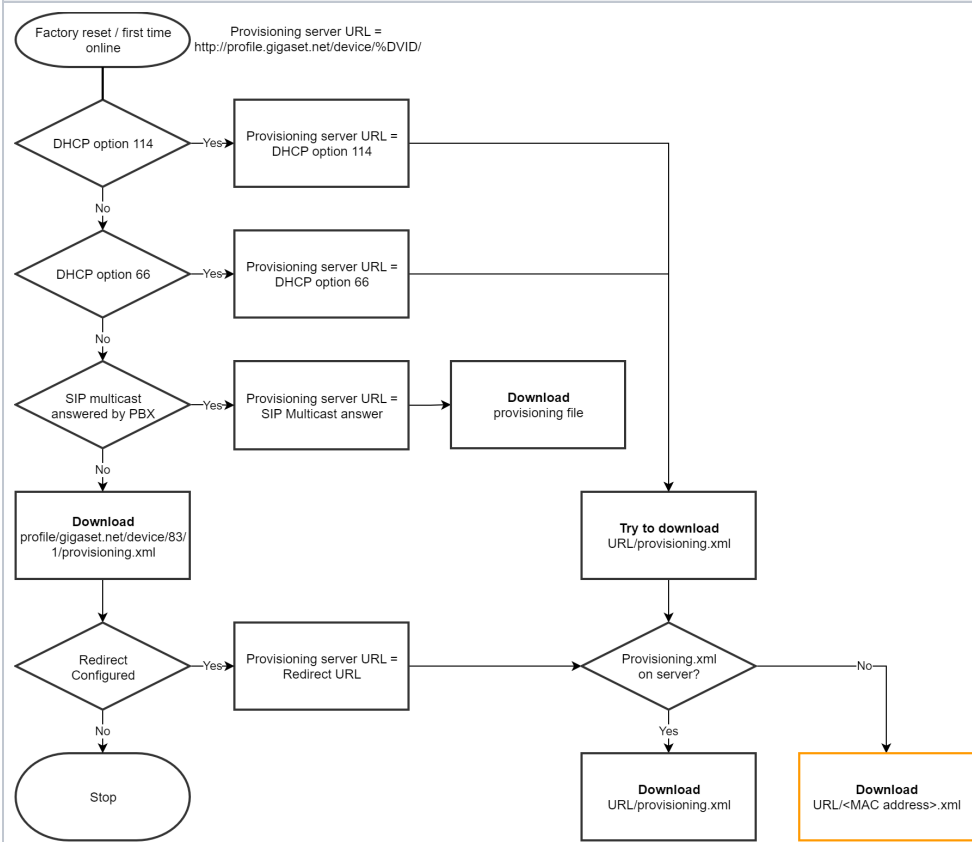 Factory reset / first time
online
Provisioning server URL =
http://profile.gigaset.net/device/%DVID/
DHCP option 114
Yes
Provisioning server URL =
DHCP option 114
No
DHCP option 66
Yes
Provisioning server URL =
DHCP option 66
No
SIP multicast
answered by PBX
Yes
Provisioning server URL =
SIP Multicast answer
Download
provisioning file
No
Download
profile/gigaset.net/device/83/
1/provisioning.xml
Try to download
URL/provisioning.xml
Redirect
Configured
Yes
Provisioning server URL =
Redirect URL
Provisioning.xml
on server?
No
No
Yes
Stop
Download
URL/provisioning.xml
Download
URL/<MAC address>.xml